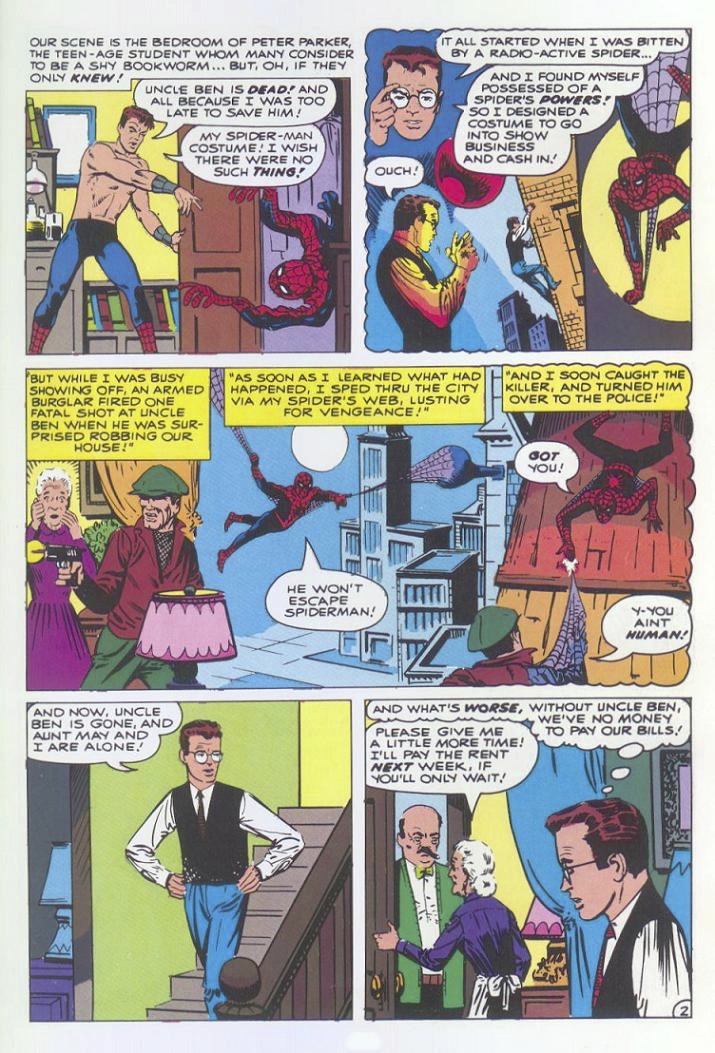 OUR SCENE IS THE BEDROOM OF PETER PARKER,
THE TEEN-AGE STUDENT WHOM MANY CONSIDER
TO BE A SHY BOOKWORM... BUT, OH, IF THEY
ONLY KNEW!
UNCLE BEN IS DEAD! AND
ALL BECAUSE I WAS TOO
LATE TO SAVE HIM!
MY SPIDER-MAN
COSTUME! I WISH
THERE WERE NO
SUCH THING!
IT ALL STARTED WHEN I WAS BITTEN
BY A RADIO-ACTIVE SPIDER...
AND I FOUND MYSELF
POSSESSED OF A
SPIDER'S POWERS!
SO I DESIGNED A
COSTUME TO GO
INTO SHOW
BUSINESS
AND CASH IN!
OUCH!
"BUT WHILE I WAS BUSY
SHOWING OFF, AN ARMED
BURGLAR FIRED ONE
FATAL SHOT AT UNCLE
BEN WHEN HE WAS SUR-
PRISED ROBBING OUR
HOUSE!"
"AS SOON AS I LEARNED WHAT HAD
HAPPENED, I SPED THRU THE CITY
VIA MY SPIDER'S WEB, LUSTING
FOR VENGEANCE!"
HE WON'T
ESCAPE
SPIDERMAN!
"AND I SOON CAUGHT THE
KILLER, AND TURNED HIM
OVER TO THE POLICE!"
GOT
YOU!
Y-YOU
AINT
HUMAN!
AND NOW, UNCLE
BEN IS GONE, AND
AUNT MAY AND
I ARE ALONE!
AND WHAT'S WORSE, WITHOUT UNCLE BEN,
WE'VE NO MONEY
TO PAY OUR BILLS!
PLEASE GIVE ME
A LITTLE MORE TIME!
I'LL PAY THE RENT
NEXT WEEK, IF
YOU'LL ONLY WAIT!
2